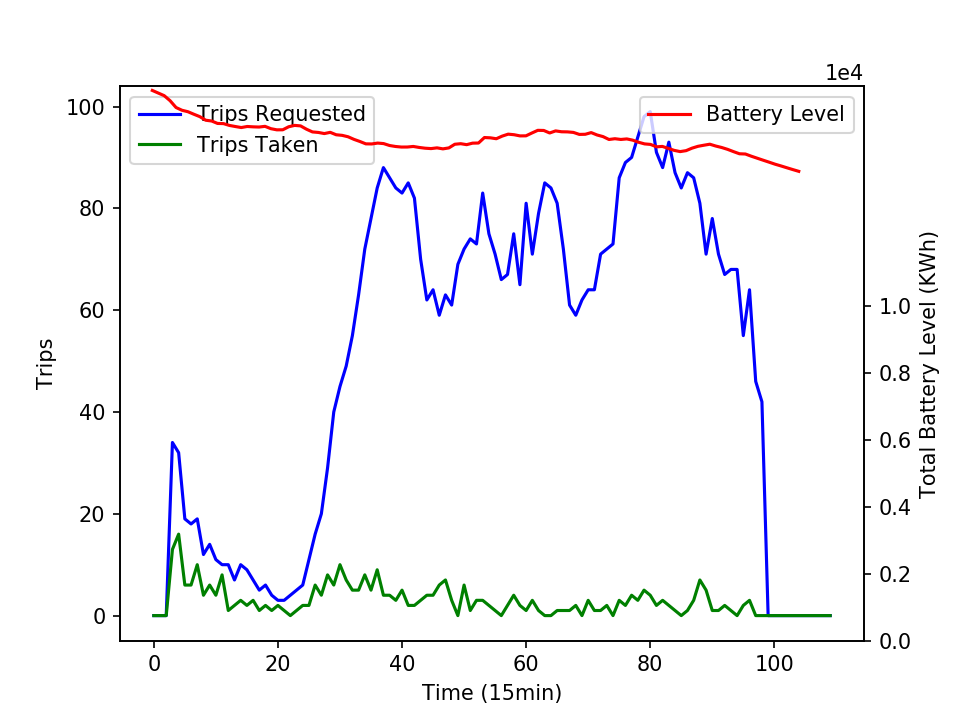 1e4
Trips Requested
Trips Taken
Battery Level
100
80
60
40
20
0
Trips
1.0
0.8
0.6
0.4
0.2
0.0
Total Battery Level (KWh)
0 20 40 60 80 100
Time (15min)